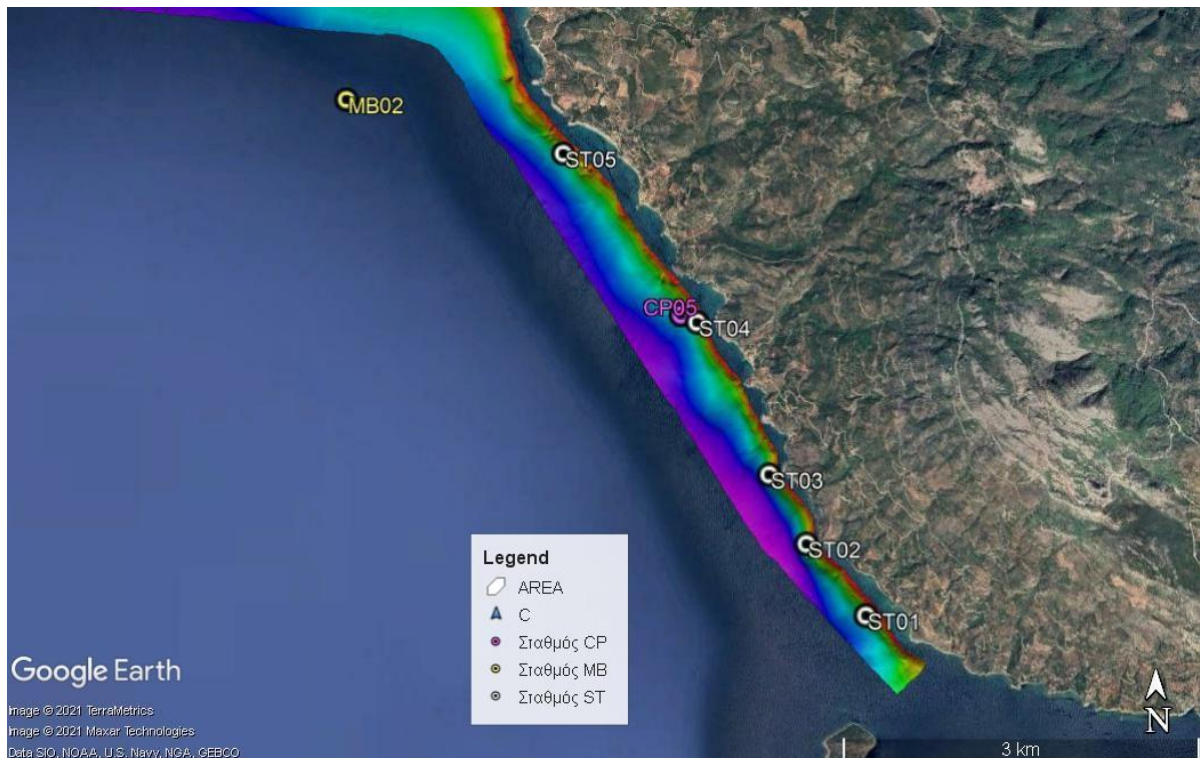 MB02
ST05
CP05
ST04
ST03
ST02
ST01
Legend
AREA
C
Σταθμός CP
Σταθμός MB
Σταθμός ST
Google Earth
Image © 2021 TerraMetrics
Image © 2021 Maxar Technologies
Data SIO, NOAA, U.S. Navy, NGA, GEBCO
N
3 km